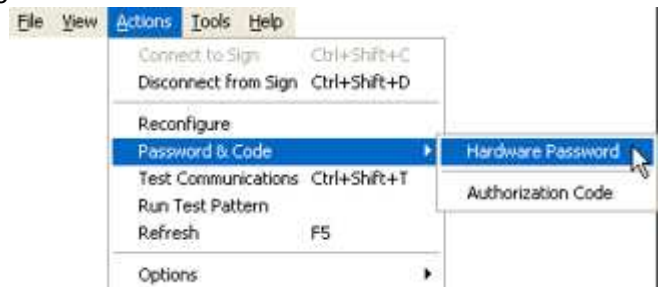 File View Actions Tools Help
Connect to Sign Ctrl+Shift+C
Disconnect from Sign Ctrl+Shift+D
Reconfigure
Password & Code Hardware Password
Test Communications Ctrl+Shift+T Authorization Code
Run Test Pattern
Refresh F5
Options